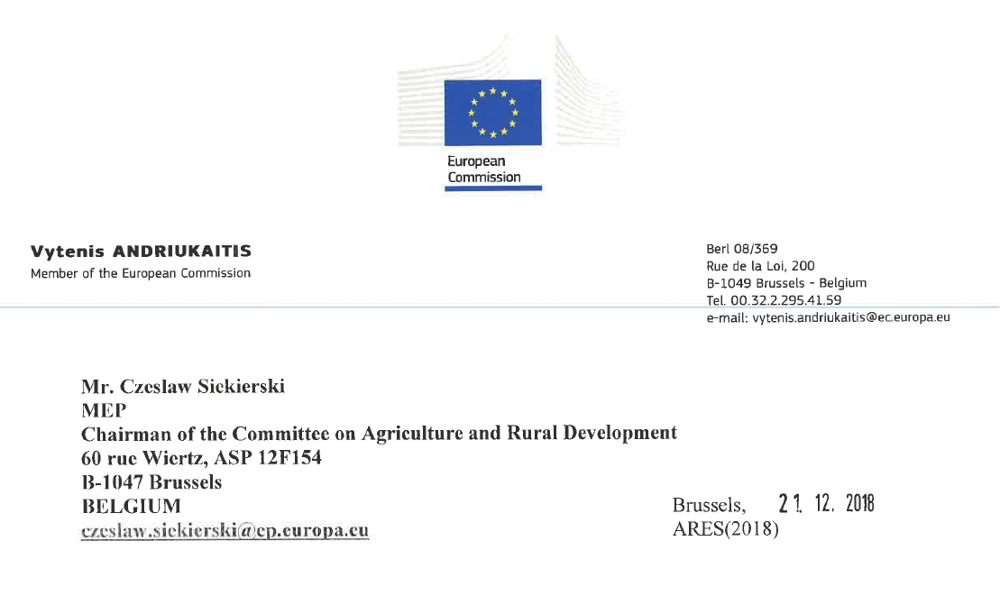 European
Commission
Vytenis ANDRIUKAITIS
Member of the European Commission
Berl 08/369
Rue de la Loi, 200
B-1049 Brussels - Belgium
Tel. 00.32.2.295.41.59
e-mail: vytenis.andriukaitis@ec.europa.eu
Mr. Czeslaw Siekierski
MEP
Chairman of the Committee on Agriculture and Rural Development
60 rue Wiertz, ASP 12F154
B-1047 Brussels
BELGIUM
czeslaw.siekierski@ep.europa.eu
Brussels, 21. 12. 2018
ARES(2018)